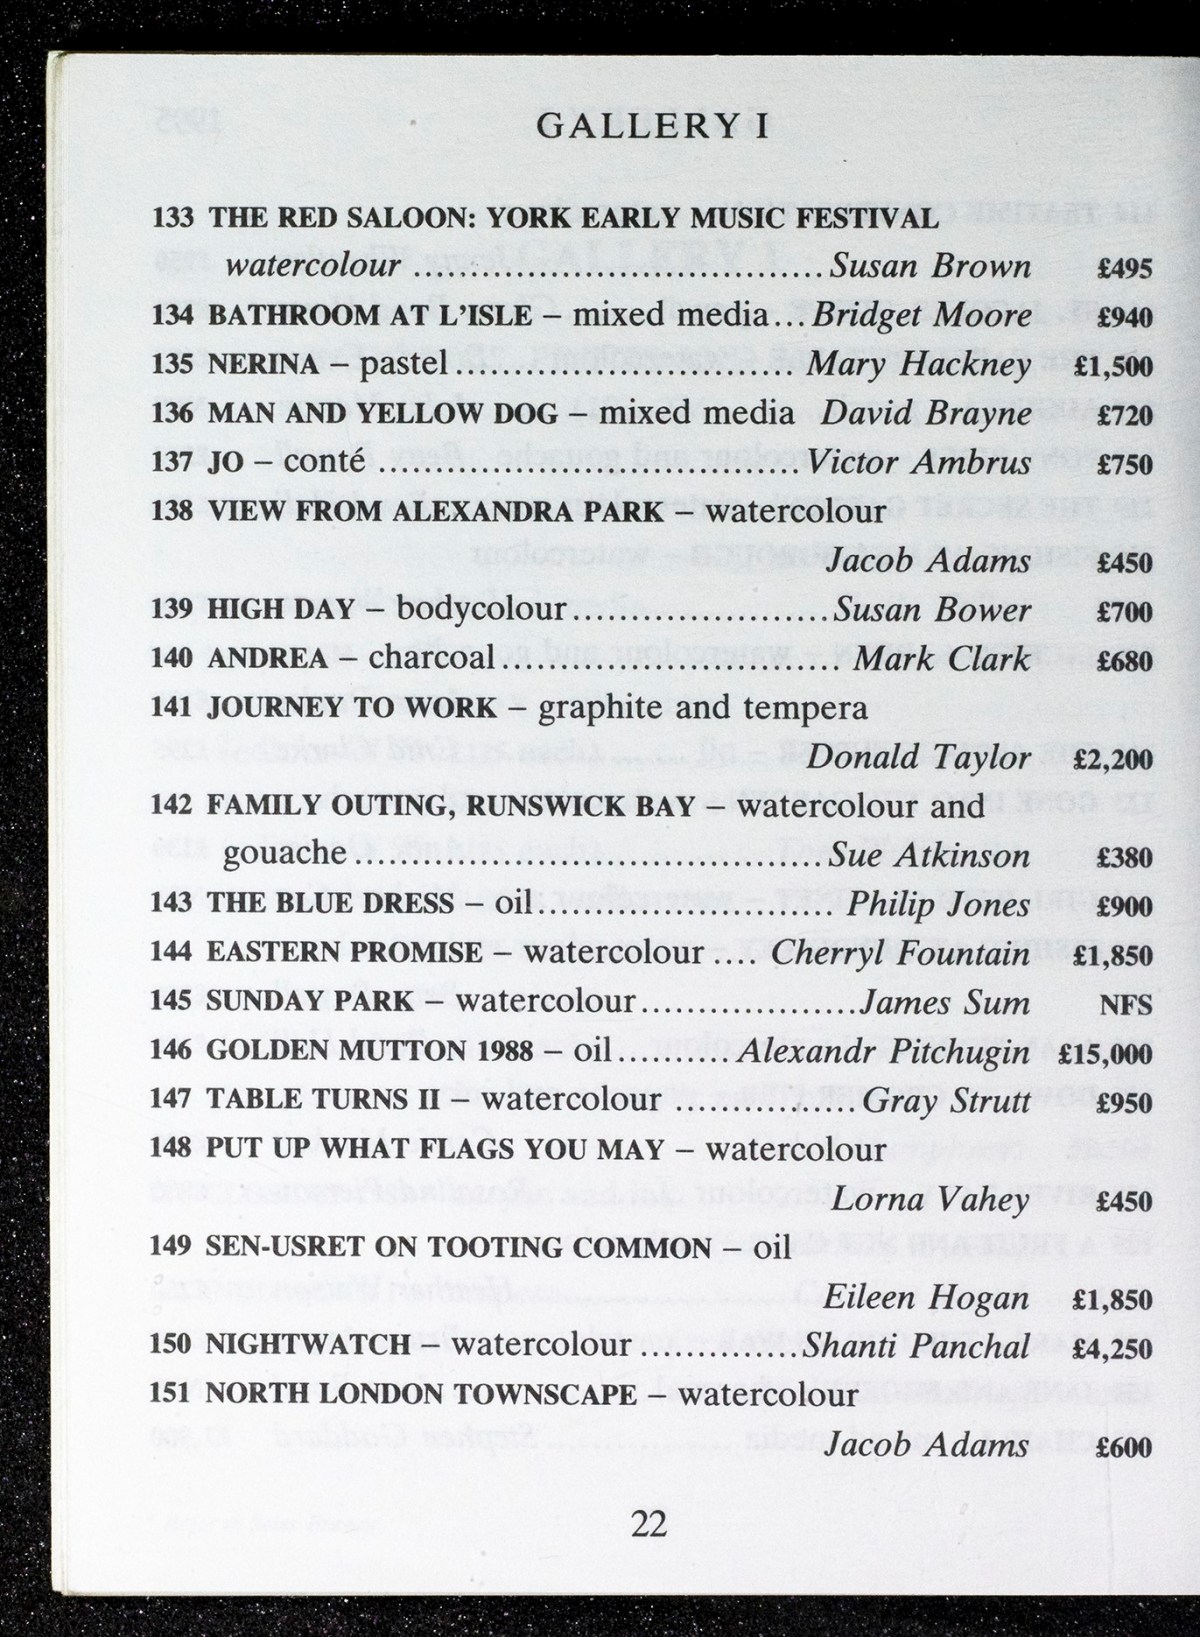 GALLERY I
133 THE RED SALOON: YORK EARLY MUSIC FESTIVAL
watercolour ................................Susan Brown £495
134 BATHROOM AT L'ISLE – mixed media...Bridget Moore £940
135 NERINA – pastel.......................... Mary Hackney £1,500
136 MAN AND YELLOW DOG – mixed media David Brayne £720
137 JO – conté .................................Victor Ambrus £750
138 VIEW FROM ALEXANDRA PARK – watercolour
Jacob Adams £450
139 HIGH DAY – bodycolour....................Susan Bower £700
140 ANDREA – charcoal.......................... Mark Clark £680
141 JOURNEY TO WORK – graphite and tempera
Donald Taylor £2,200
142 FAMILY OUTING, RUNSWICK BAY – watercolour and
gouache.....................................Sue Atkinson £380
143 THE BLUE DRESS – oil....................... Philip Jones £900
144 EASTERN PROMISE – watercolour .... Cherryl Fountain £1,850
145 SUNDAY PARK – watercolour.................James Sum NFS
146 GOLDEN MUTTON 1988 – oil..........Alexandr Pitchugin £15,000
147 TABLE TURNS II – watercolour ..............Gray Strutt £950
148 PUT UP WHAT FLAGS YOU MAY – watercolour
Lorna Vahey £450
149 SEN-USRET ON TOOTING COMMON – oil
Eileen Hogan £1,850
150 NIGHTWATCH – watercolour .............Shanti Panchal £4,250
151 NORTH LONDON TOWNSCAPE – watercolour
Jacob Adams £600
22